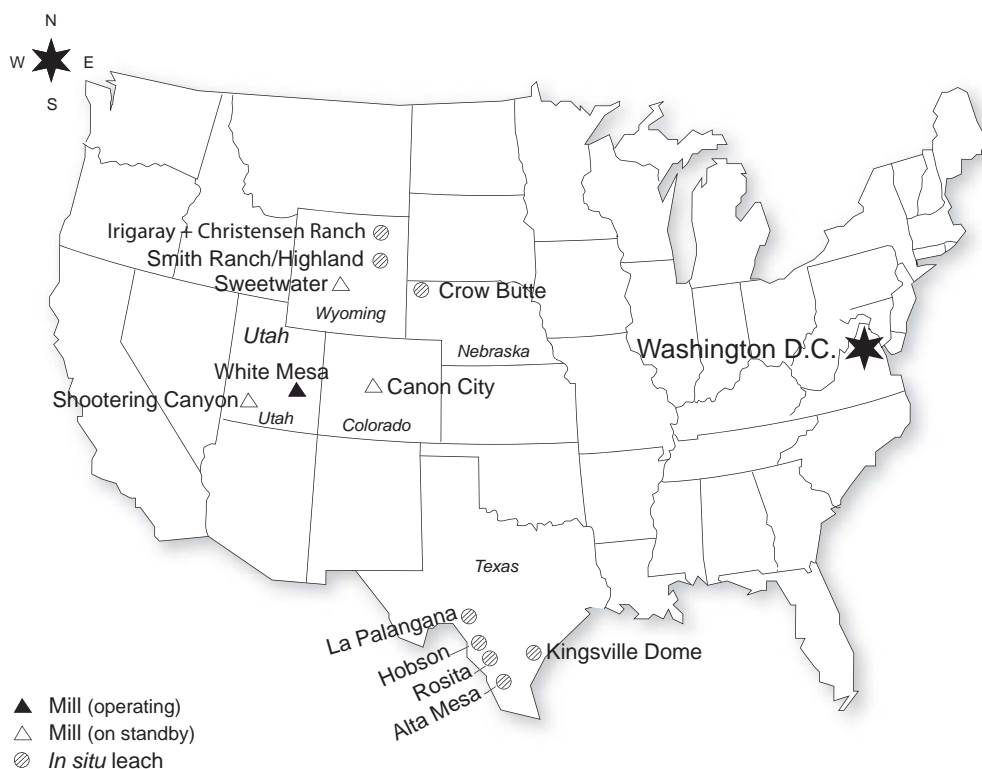 N
W E
S
Irigaray + Christensen Ranch
Smith Ranch/Highland
Sweetwater
Crow Butte
Wyoming
Utah
Washington D.C.
Nebraska
White Mesa
Canon City
Shootering Canyon
Utah
Colorado
Texas
La Palangana
Hobson
Kingsville Dome
Rosita
Alta Mesa
Mill (operating)
Mill (on standby)
In situ leach